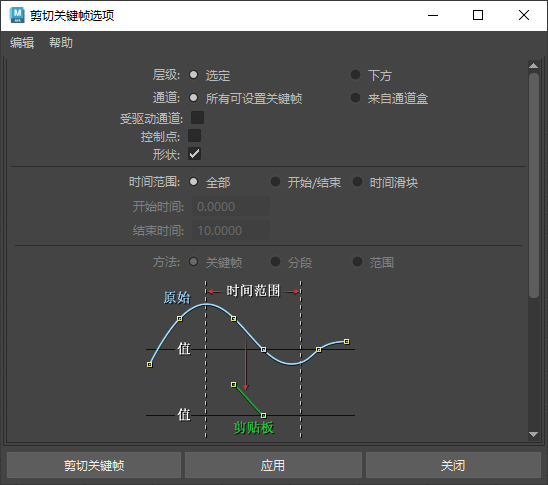 剪切关键帧选项
编辑 帮助
层级: 选定 下方
通道: 所有可设置关键帧 来自通道盒
受驱动通道:
控制点:
形状:
时间范围: 全部 开始/结束 时间滑块
开始时间: 0.0000
结束时间: 10.0000
方法: 关键帧 分段 范围
时间范围
原始
值
值
剪贴板
剪切关键帧 应用 关闭